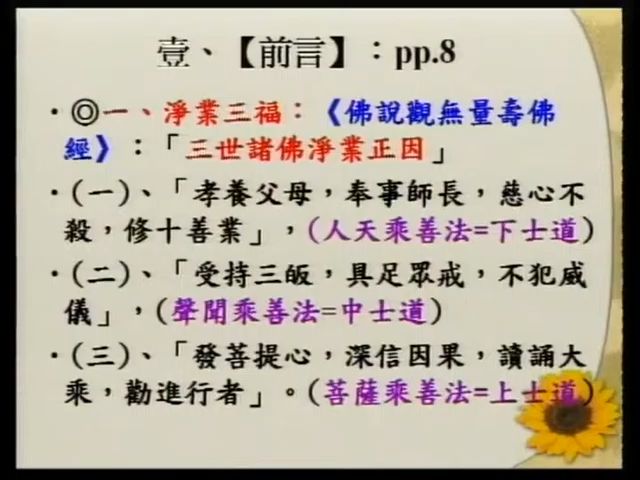 壹、【前言】：pp.8
·◎一、淨業三福：《佛說觀無量壽佛
經》：「三世諸佛淨業正因」
·(一)、「孝養父母，奉事師長，慈心不
殺，修十善業」，(人天乘善法=下士道)
·(二)、「受持三皈，具足眾戒，不犯威
儀」，(聲聞乘善法=中士道)
·(三)、「發菩提心，深信因果，讀誦大
乘，勸進行者」。(菩薩乘善法=上士道)